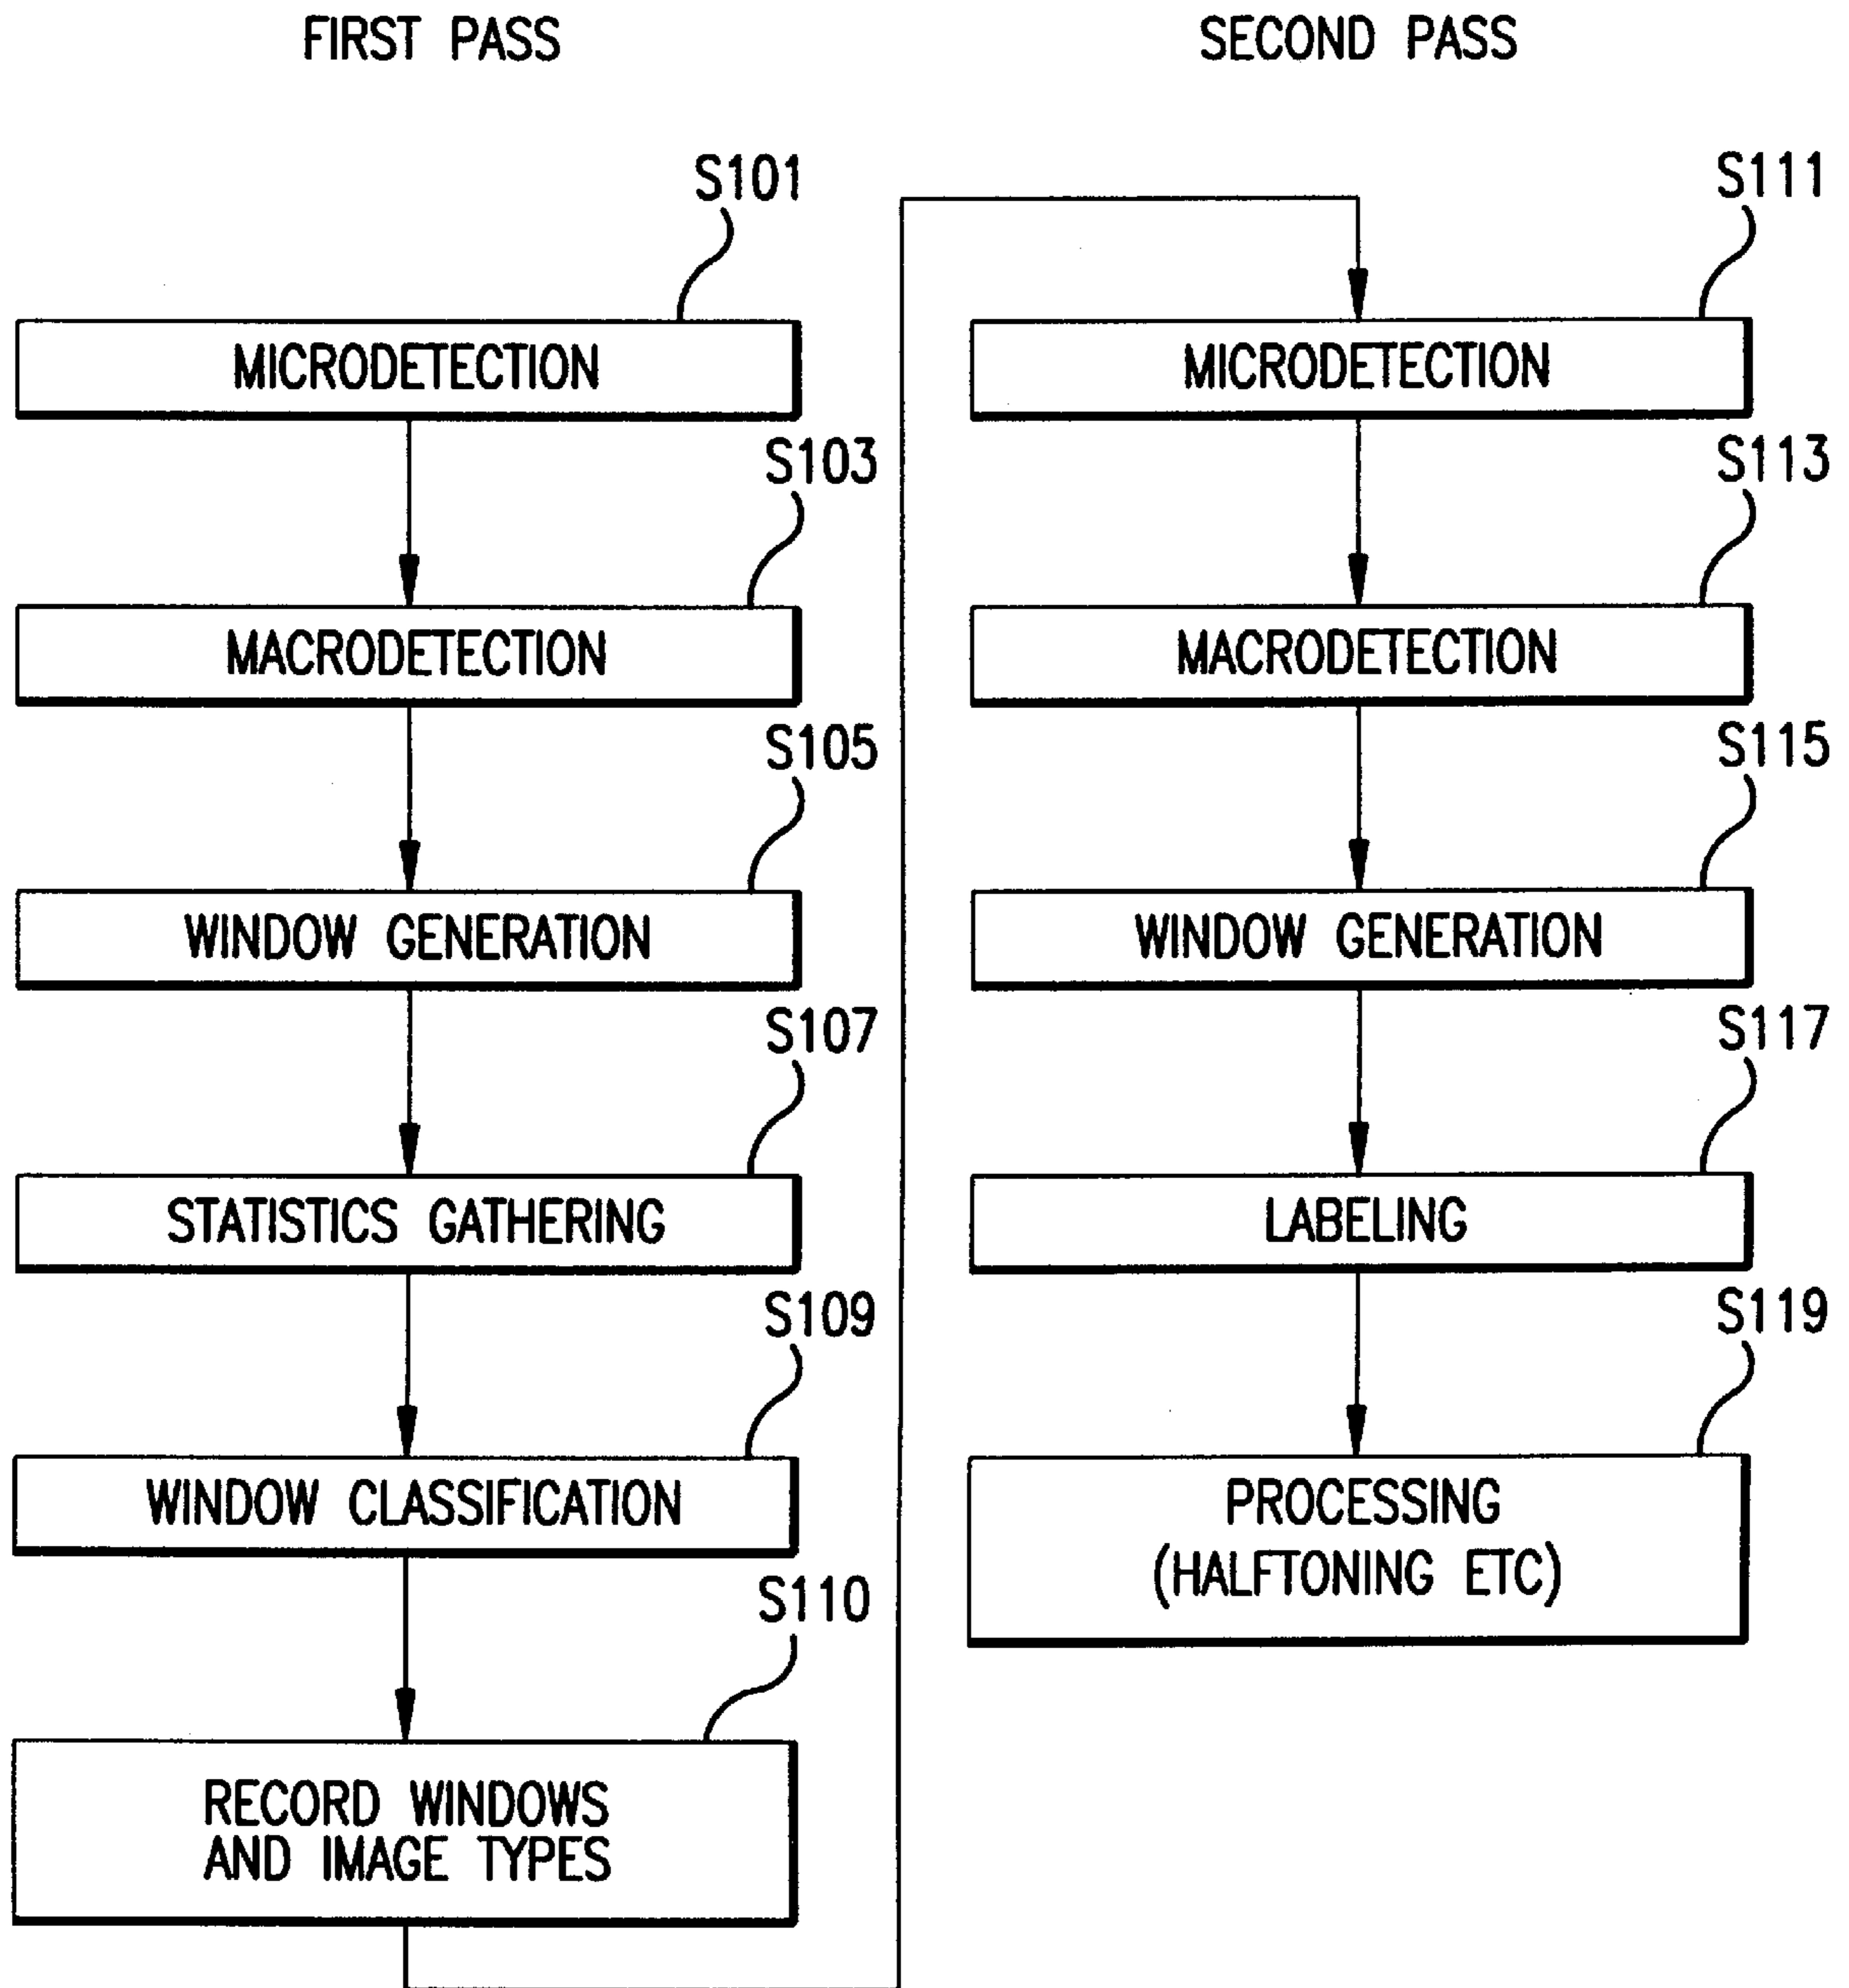 FIRST PASS
S101
MICRODETECTION
S103
MACRODETECTION
S105
WINDOW GENERATION
S107
STATISTICS GATHERING
S109
WINDOW CLASSIFICATION
S110
RECORD WINDOWS
AND IMAGE TYPES
SECOND PASS
S111
MICRODETECTION
S113
MACRODETECTION
S115
WINDOW GENERATION
S117
LABELING
S119
PROCESSING
(HALFTONING ETC)